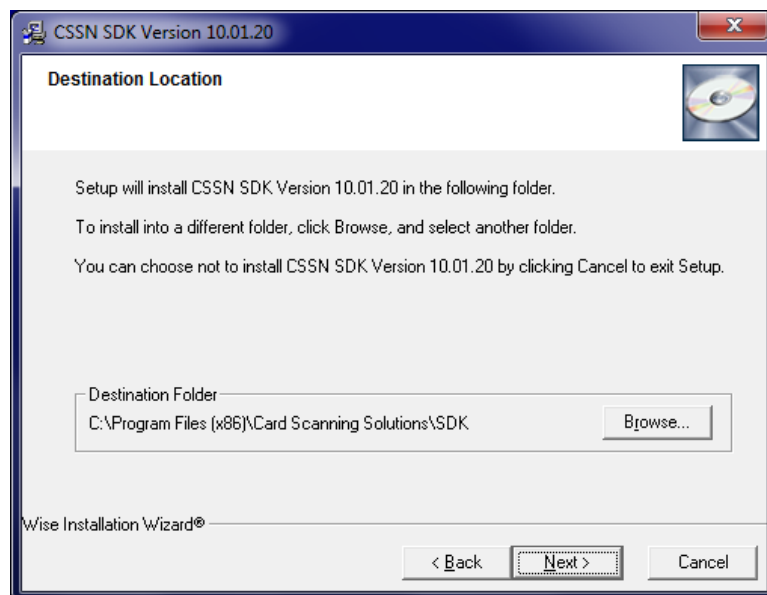 CSSN SDK Version 10.01.20
Destination Location
Setup will install CSSN SDK Version 10.01.20 in the following folder.
To install into a different folder, click Browse, and select another folder.
You can choose not to install CSSN SDK Version 10.01.20 by clicking Cancel to exit Setup.
Destination Folder
C:\Program Files (x86)\Card Scanning Solutions\SDK
Browse...
Wise Installation Wizard®
< Back
Next >
Cancel